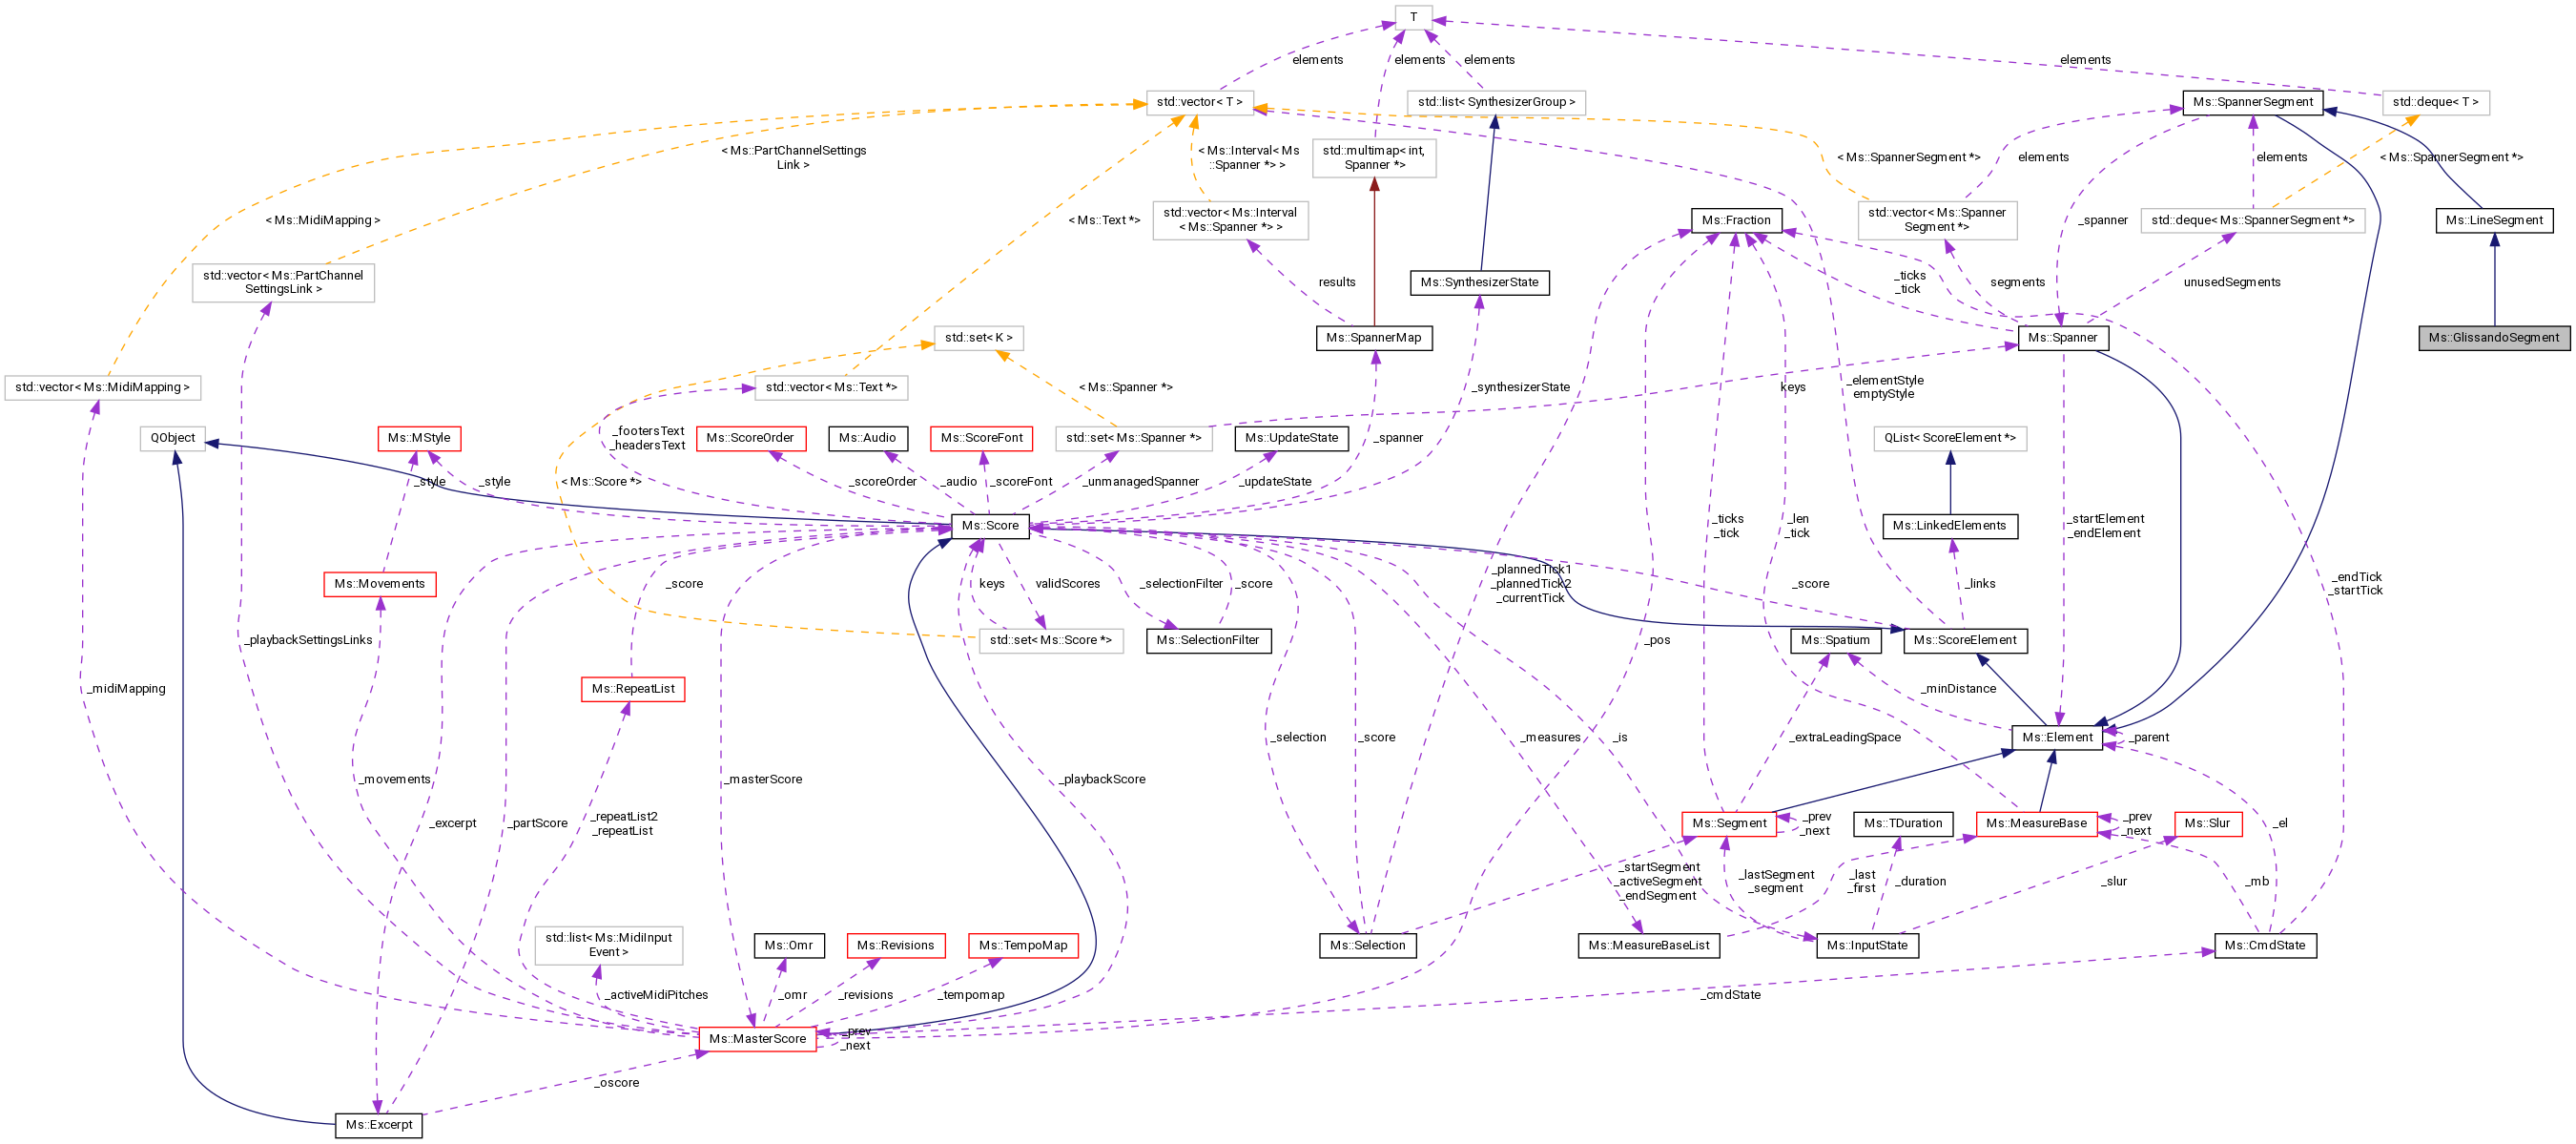 T
elements
elements
elements
elements
std::vector< T >
std::list< SynthesizerGroup >
Ms::SpannerSegment
std::deque< T >
< Ms::PartChannelSettings
Link >
< Ms::Interval< Ms
::Spanner *> >
std::multimap< int,
Spanner *>
< Ms::SpannerSegment *>
elements
elements
< Ms::SpannerSegment *>
< Ms::MidiMapping >
< Ms::Text *>
std::vector< Ms::Interval
< Ms::Spanner *> >
Ms::Fraction
std::vector< Ms::Spanner
Segment *>
_spanner
std::deque< Ms::SpannerSegment *>
Ms::LineSegment
std::vector< Ms::PartChannel
SettingsLink >
results
Ms::SynthesizerState
_ticks
_tick
segments
unusedSegments
std::set< K >
Ms::SpannerMap
Ms::Spanner
Ms::GlissandoSegment
std::vector< Ms::MidiMapping >
std::vector< Ms::Text *>
< Ms::Spanner *>
_synthesizerState
keys
_elementStyle
emptyStyle
QObject
Ms::MStyle
_footersText
_headersText
Ms::ScoreOrder
Ms::Audio
Ms::ScoreFont
std::set< Ms::Spanner *>
Ms::UpdateState
_spanner
QList< ScoreElement *>
_style
_style
< Ms::Score *>
_scoreOrder
_audio
_scoreFont
_unmanagedSpanner
_updateState
Ms::Score
_ticks
_tick
_len
_tick
Ms::LinkedElements
_startElement
_endElement
Ms::Movements
_score
keys
validScores
_selectionFilter
_score
_plannedTick1
_plannedTick2
_currentTick
_score
_links
_endTick
_startTick
_playbackSettingsLinks
std::set< Ms::Score *>
Ms::SelectionFilter
_pos
Ms::Spatium
Ms::ScoreElement
_midiMapping
Ms::RepeatList
_minDistance
_selection
_score
_measures
_is
_extraLeadingSpace
Ms::Element
_parent
_movements
_masterScore
_playbackScore
_excerpt
_partScore
_repeatList2
_repeatList
Ms::Segment
_prev
_next
Ms::TDuration
Ms::MeasureBase
_prev
_next
Ms::Slur
_el
_startSegment
_activeSegment
_endSegment
_lastSegment
_segment
_last
_first
_duration
_slur
_mb
std::list< Ms::MidiInput
Event >
Ms::Omr
Ms::Revisions
Ms::TempoMap
Ms::Selection
Ms::MeasureBaseList
Ms::InputState
Ms::CmdState
_activeMidiPitches
_omr
_revisions
_tempomap
_cmdState
Ms::MasterScore
_prev
_next
_oscore
Ms::Excerpt